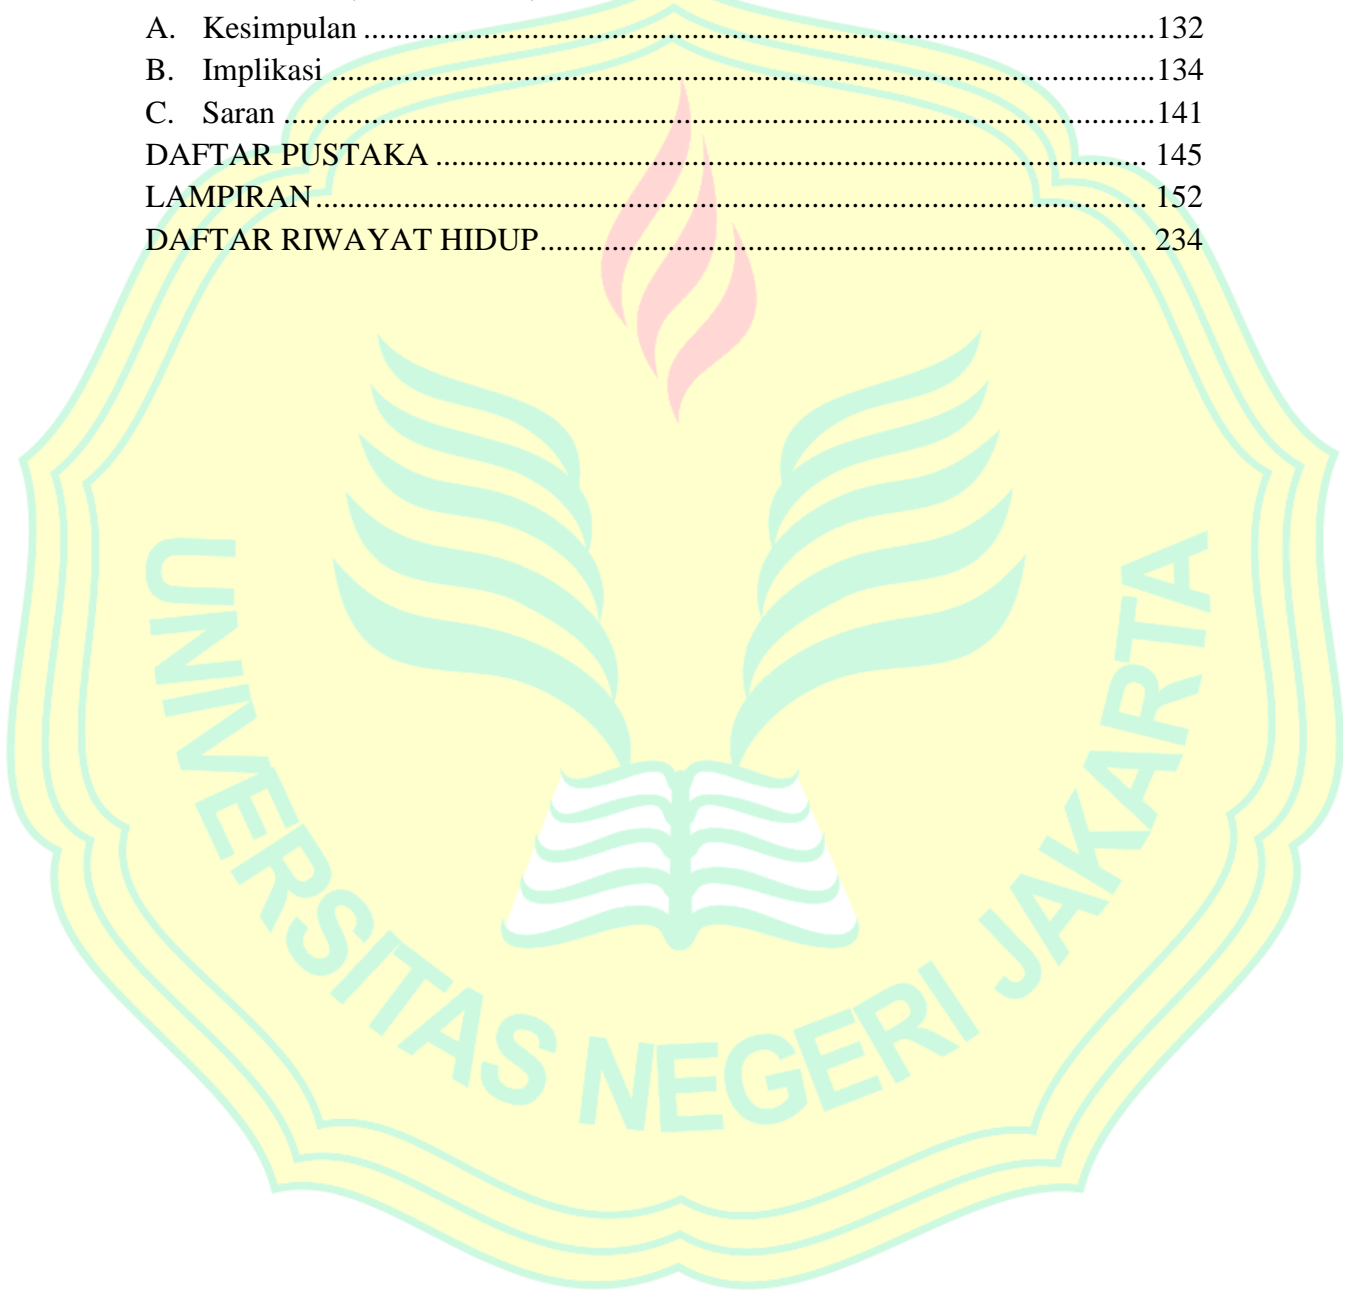 A. Kesimpulan ....................................................................................................132
B. Implikasi ........................................................................................................134
C. Saran ..............................................................................................................141
DAFTAR PUSTAKA .......................................................................................... 145
LAMPIRAN......................................................................................................... 152
DAFTAR RIWAYAT HIDUP............................................................................. 234
UNIVERSITAS NEGERI JAKARTA